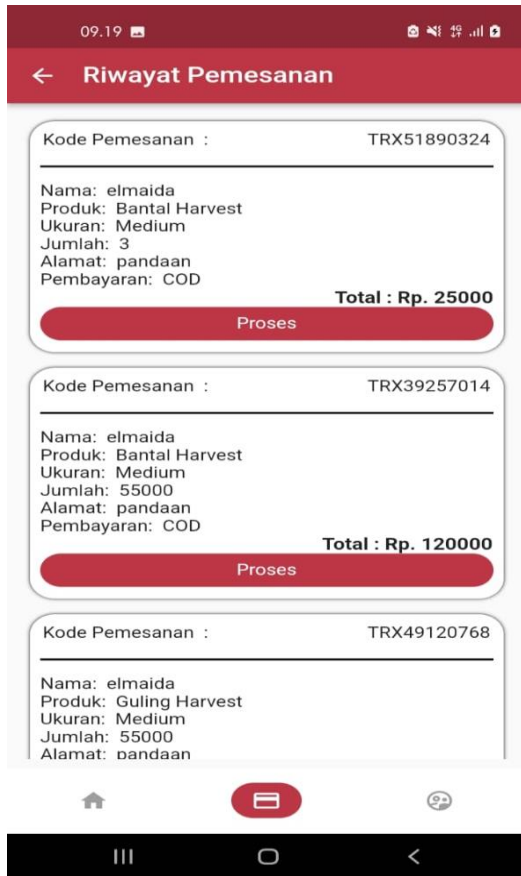 09.19
4G
Riwayat Pemesanan
Kode Pemesanan : TRX51890324
Nama: elmaida
Produk: Bantal Harvest
Ukuran: Medium
Jumlah: 3
Alamat: pandaan
Pembayaran: COD
Total : Rp. 25000
Proses
Kode Pemesanan : TRX39257014
Nama: elmaida
Produk: Bantal Harvest
Ukuran: Medium
Jumlah: 55000
Alamat: pandaan
Pembayaran: COD
Total : Rp. 120000
Proses
Kode Pemesanan : TRX49120768
Nama: elmaida
Produk: Guling Harvest
Ukuran: Medium
Jumlah: 55000
Alamat: pandaan